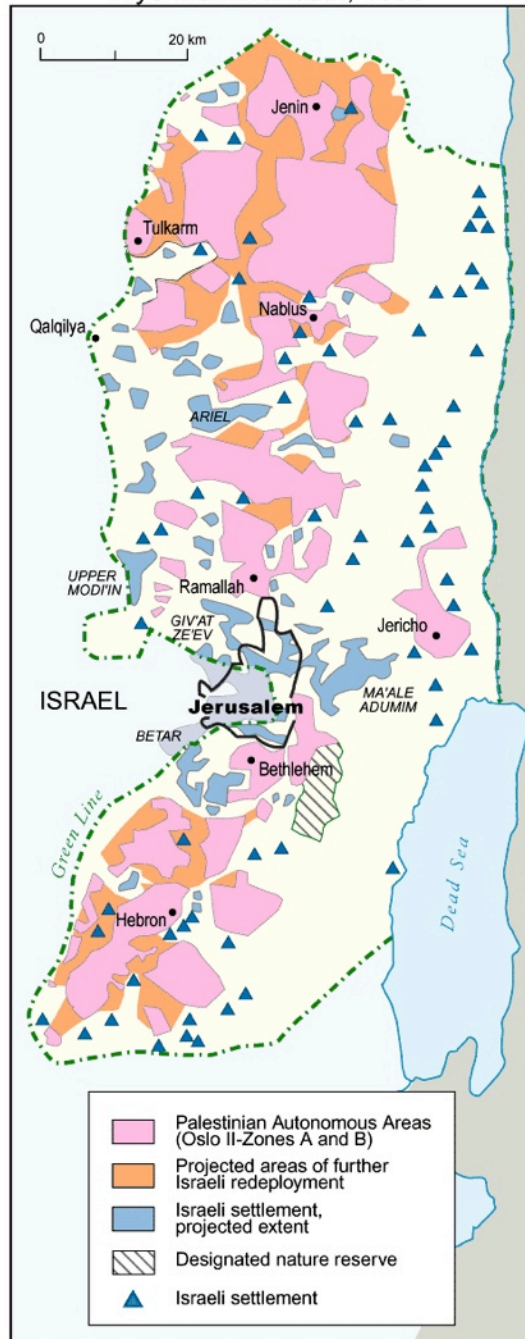 0 20 km
Jenin
Tulkarm
Nablus
Qalqilya
ARIEL
UPPER
MODI'IN
Ramallah
GIV'AT
ZE'EV
Jericho
ISRAEL
Jerusalem
MA'ALE
ADUMIM
BETAR
Bethlehem
Green Line
Dead Sea
Hebron
Palestinian Autonomous Areas
(Oslo II-Zones A and B)
Projected areas of further
Israeli redeployment
Israeli settlement,
projected extent
Designated nature reserve
Israeli settlement